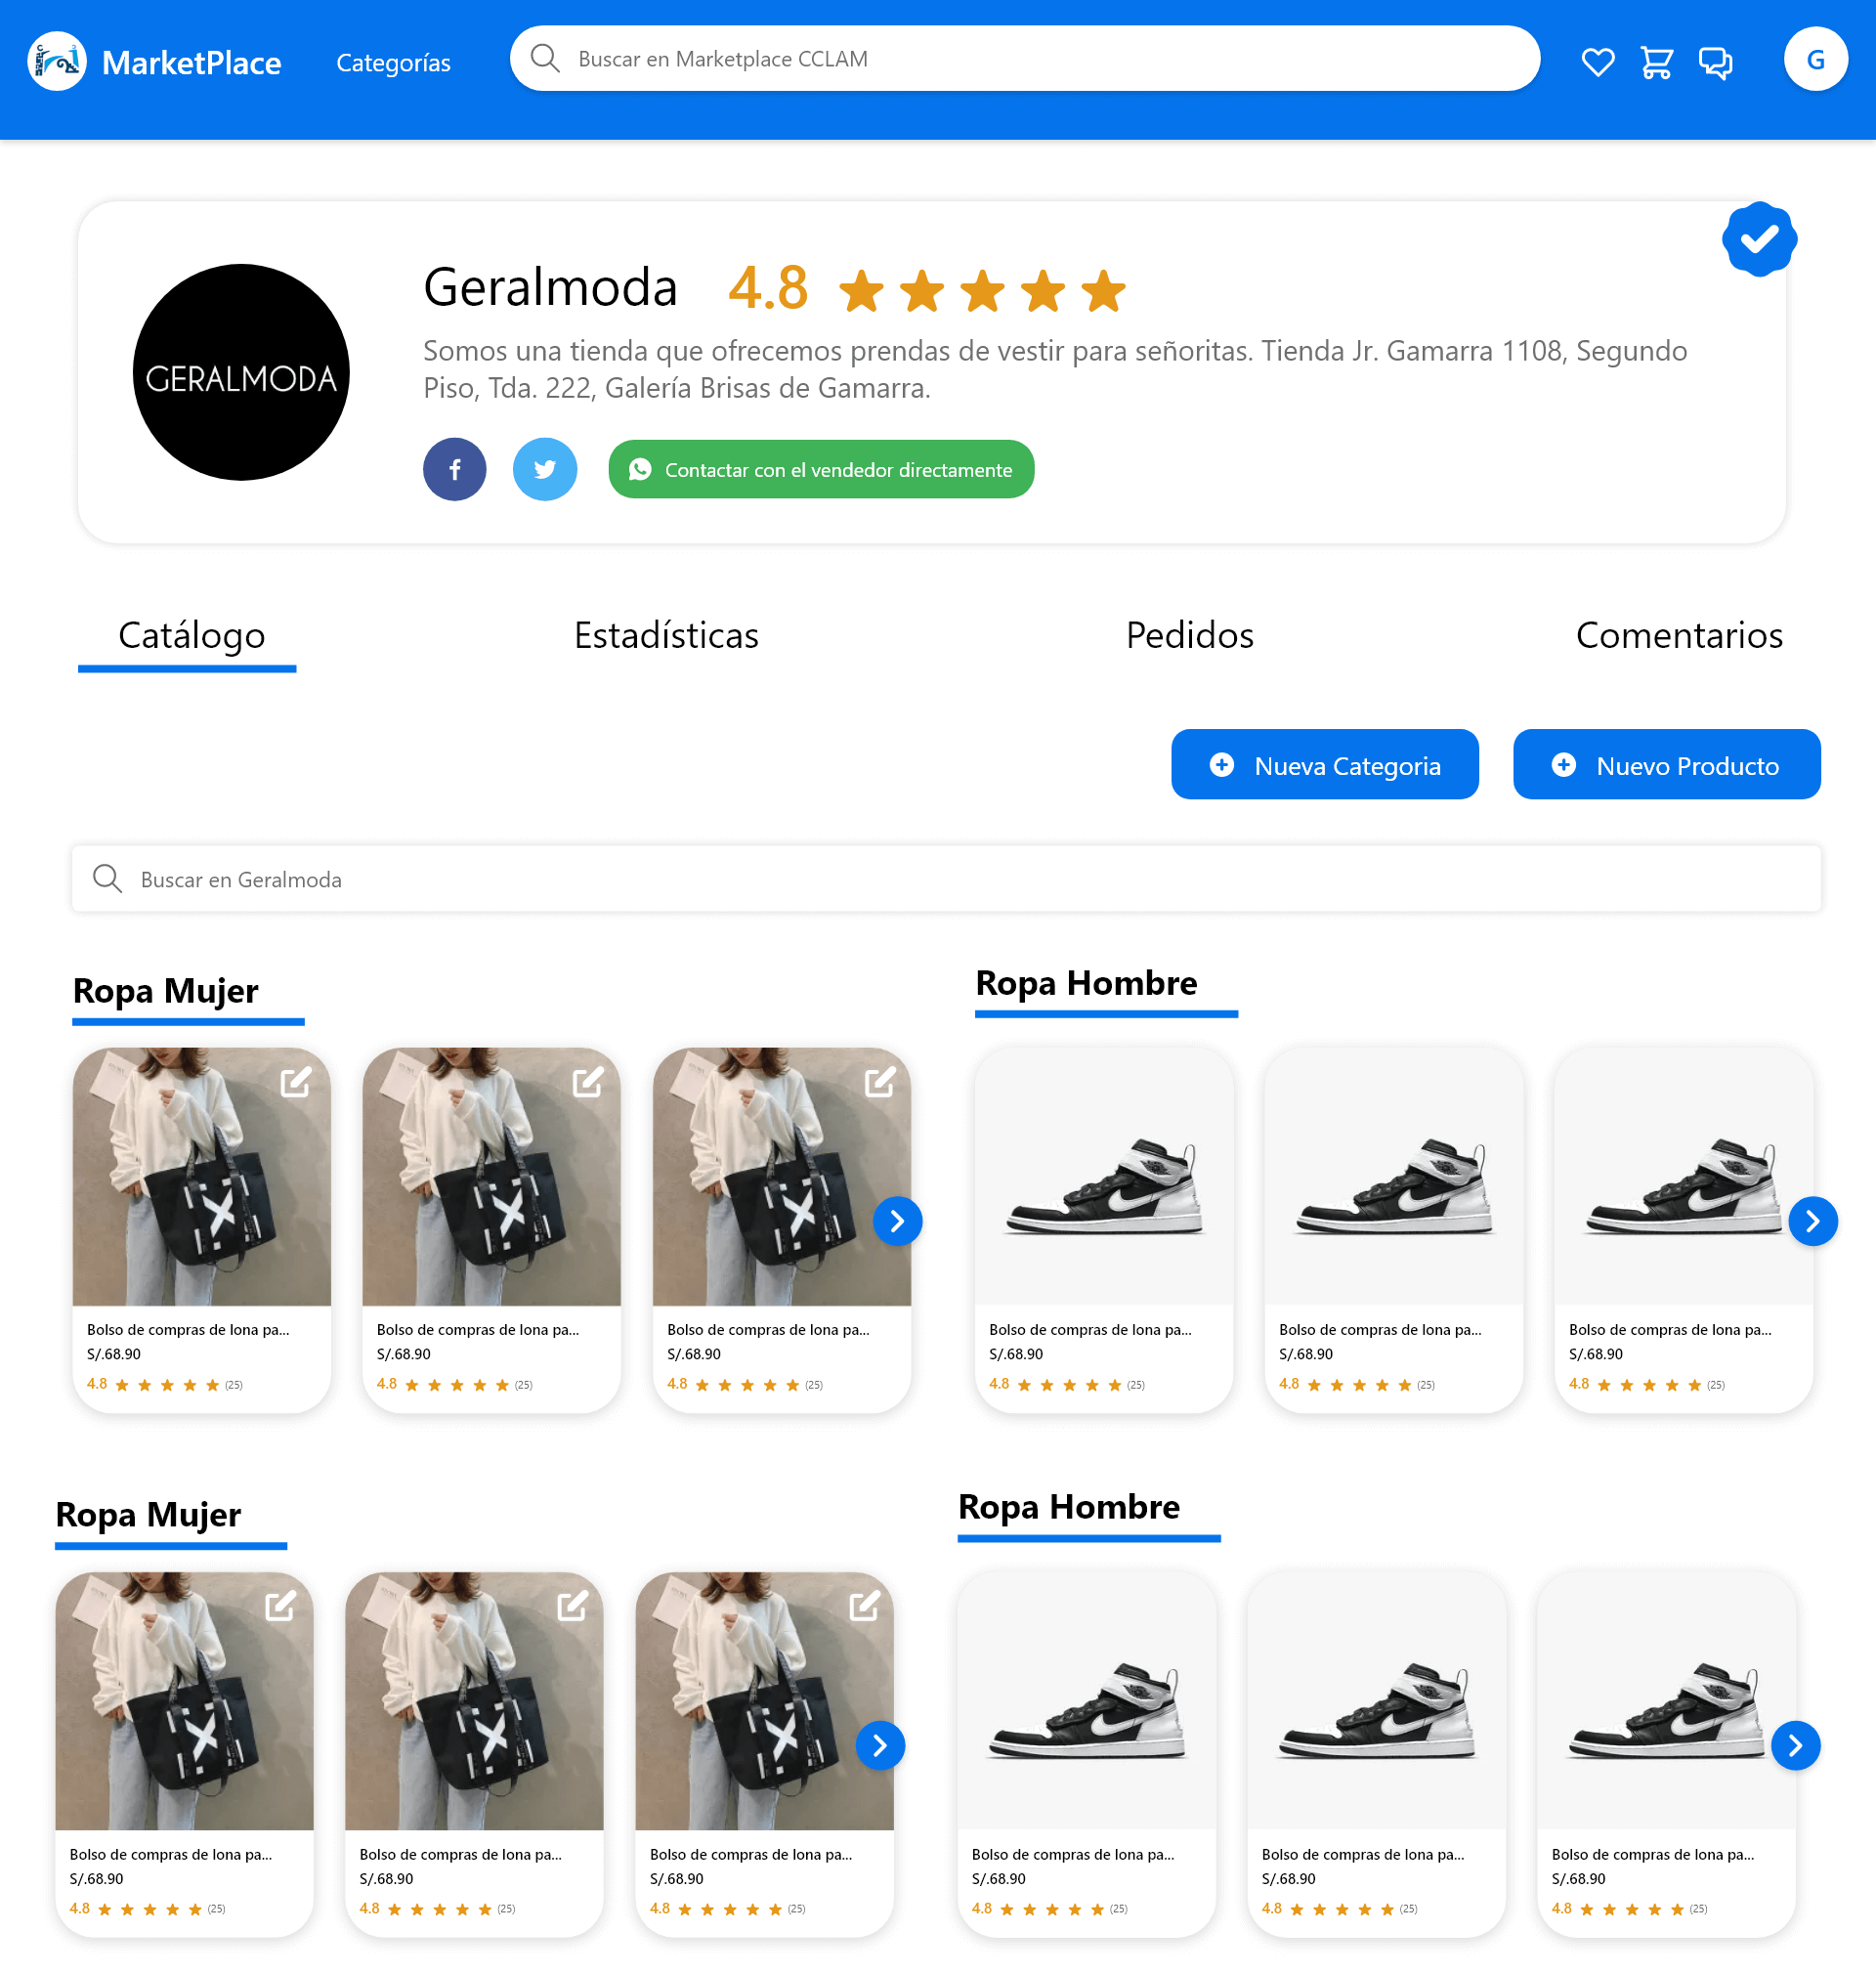 MarketPlace
Categorías
Buscar en Marketplace CCLAM
G
GERALMODA
Geralmoda 4.8
Somos una tienda que ofrecemos prendas de vestir para señoritas. Tienda Jr. Gamarra 1108, Segundo
Piso, Tda. 222, Galería Brisas de Gamarra.
Contactar con el vendedor directamente
Catálogo
Estadísticas
Pedidos
Comentarios
Nueva Categoria
Nuevo Producto
Buscar en Geralmoda
Ropa Mujer
Bolso de compras de lona pa...
S/.68.90
4.8 (25)
Bolso de compras de lona pa...
S/.68.90
4.8 (25)
Bolso de compras de lona pa...
S/.68.90
4.8 (25)
Ropa Hombre
Bolso de compras de lona pa...
S/.68.90
4.8 (25)
Bolso de compras de lona pa...
S/.68.90
4.8 (25)
Bolso de compras de lona pa...
S/.68.90
4.8 (25)
Ropa Mujer
Bolso de compras de lona pa...
S/.68.90
4.8 (25)
Bolso de compras de lona pa...
S/.68.90
4.8 (25)
Bolso de compras de lona pa...
S/.68.90
4.8 (25)
Ropa Hombre
Bolso de compras de lona pa...
S/.68.90
4.8 (25)
Bolso de compras de lona pa...
S/.68.90
4.8 (25)
Bolso de compras de lona pa...
S/.68.90
4.8 (25)